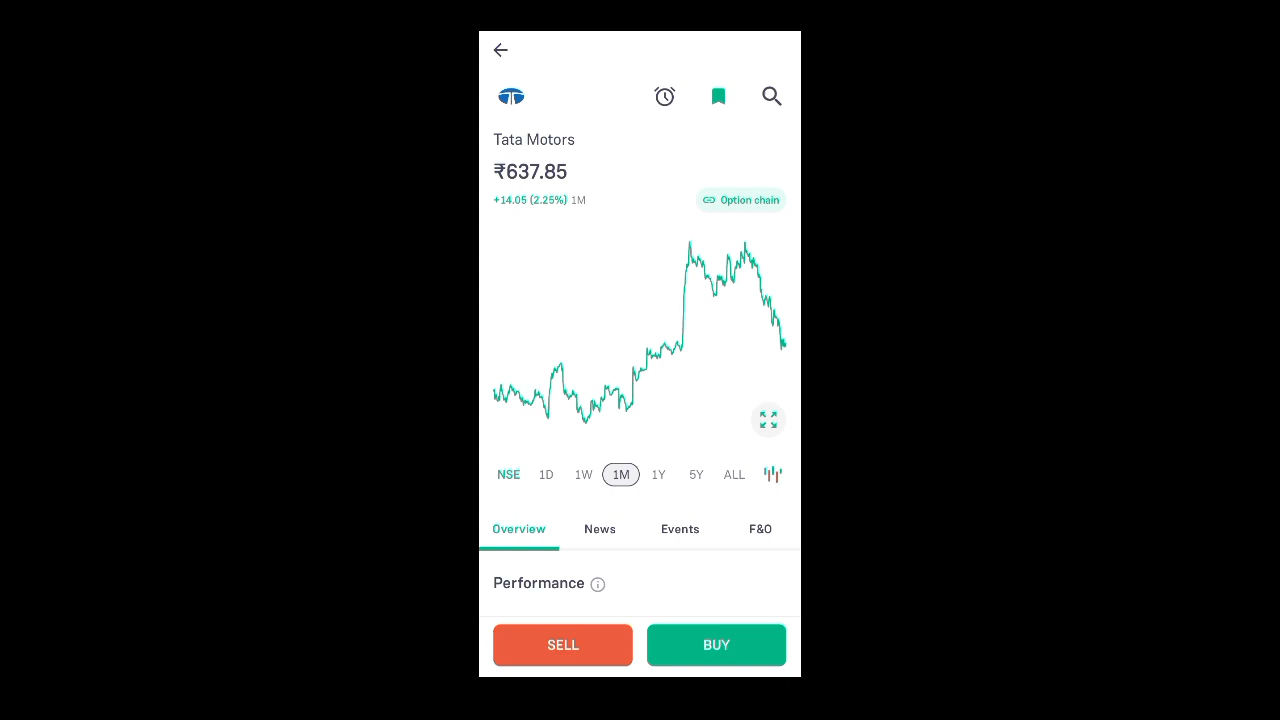 Tata Motors
₹637.85
+14.05 (2.25%) 1M
Option chain
NSE 1D 1W 1M 1Y 5Y ALL
Overview News Events F&O
Performance
SELL BUY